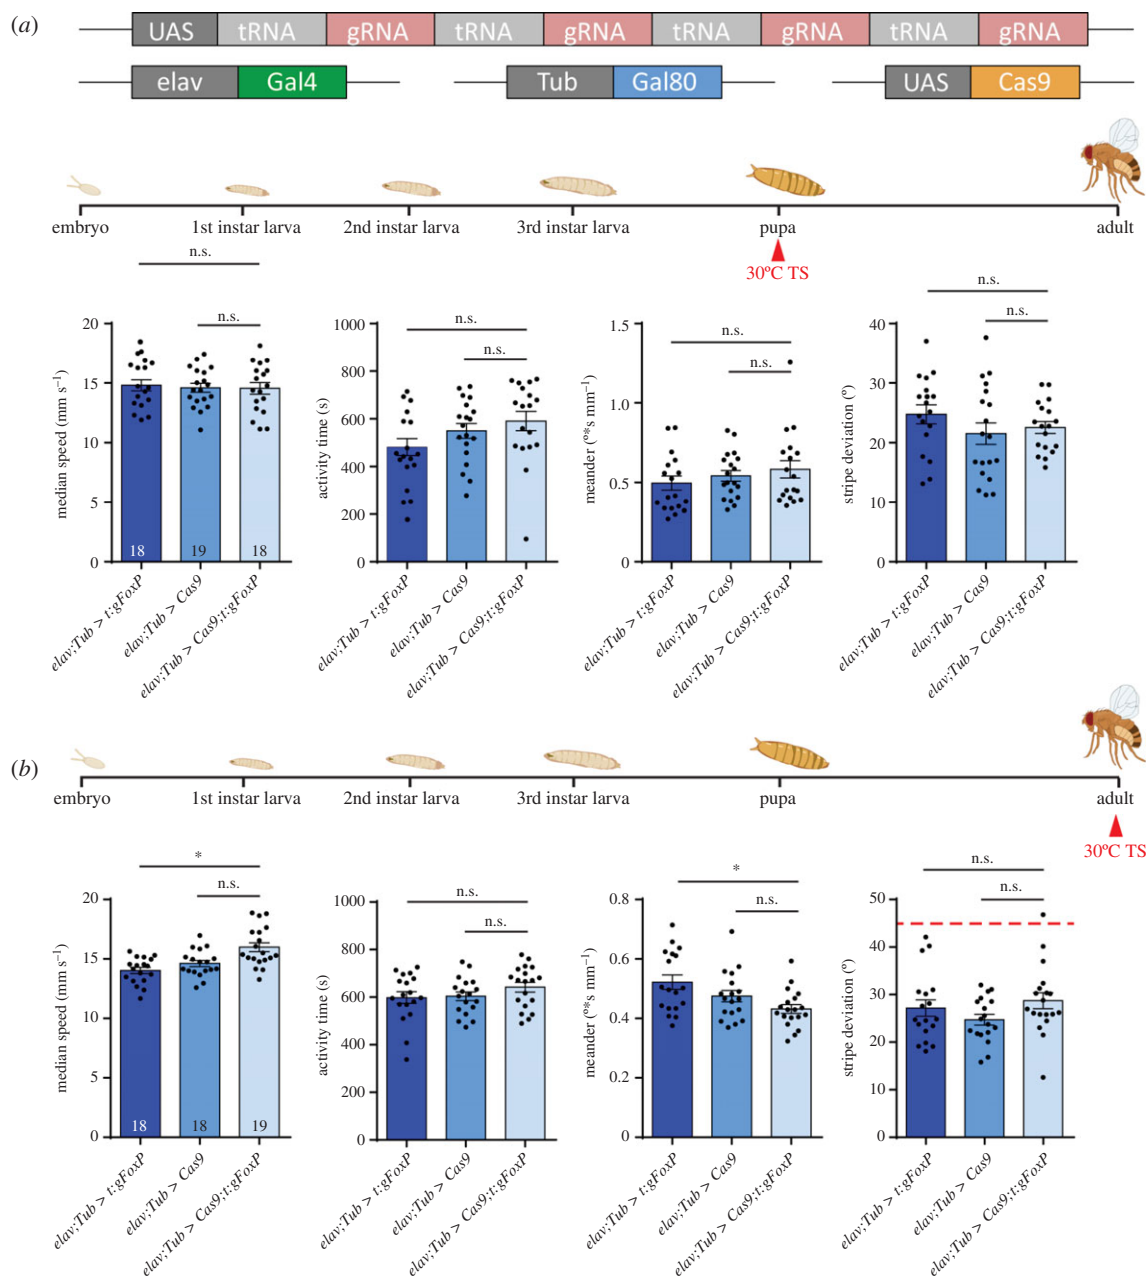 (a)
UAS tRNA gRNA tRNA gRNA tRNA gRNA tRNA gRNA
elav Gal4 Tub Gal80 UAS Cas9
embryo 1st instar larva 2nd instar larva 3rd instar larva pupa adult
30ºC TS
n.s.
n.s.
20
15
10
5
0
median speed (mm s⁻¹)
18 19 18
elav;Tub > t:gFoxP
elav;Tub > Cas9
elav;Tub > Cas9;t:gFoxP
n.s.
n.s.
1000
800
600
400
200
0
activity time (s)
elav;Tub > t:gFoxP
elav;Tub > Cas9
elav;Tub > Cas9;t:gFoxP
n.s.
n.s.
1.5
1.0
0.5
0
meander (º*s mm⁻¹)
elav;Tub > t:gFoxP
elav;Tub > Cas9
elav;Tub > Cas9;t:gFoxP
n.s.
n.s.
40
30
20
10
0
stripe deviation (º)
elav;Tub > t:gFoxP
elav;Tub > Cas9
elav;Tub > Cas9;t:gFoxP
(b)
embryo 1st instar larva 2nd instar larva 3rd instar larva pupa adult
30ºC TS
*
n.s.
20
15
10
5
0
median speed (mm s⁻¹)
18 18 19
elav;Tub > t:gFoxP
elav;Tub > Cas9
elav;Tub > Cas9;t:gFoxP
n.s.
n.s.
1000
800
600
400
200
0
activity time (s)
elav;Tub > t:gFoxP
elav;Tub > Cas9
elav;Tub > Cas9;t:gFoxP
*
n.s.
0.8
0.6
0.4
0.2
0
meander (º*s mm⁻¹)
elav;Tub > t:gFoxP
elav;Tub > Cas9
elav;Tub > Cas9;t:gFoxP
n.s.
n.s.
50
40
30
20
10
0
stripe deviation (º)
elav;Tub > t:gFoxP
elav;Tub > Cas9
elav;Tub > Cas9;t:gFoxP